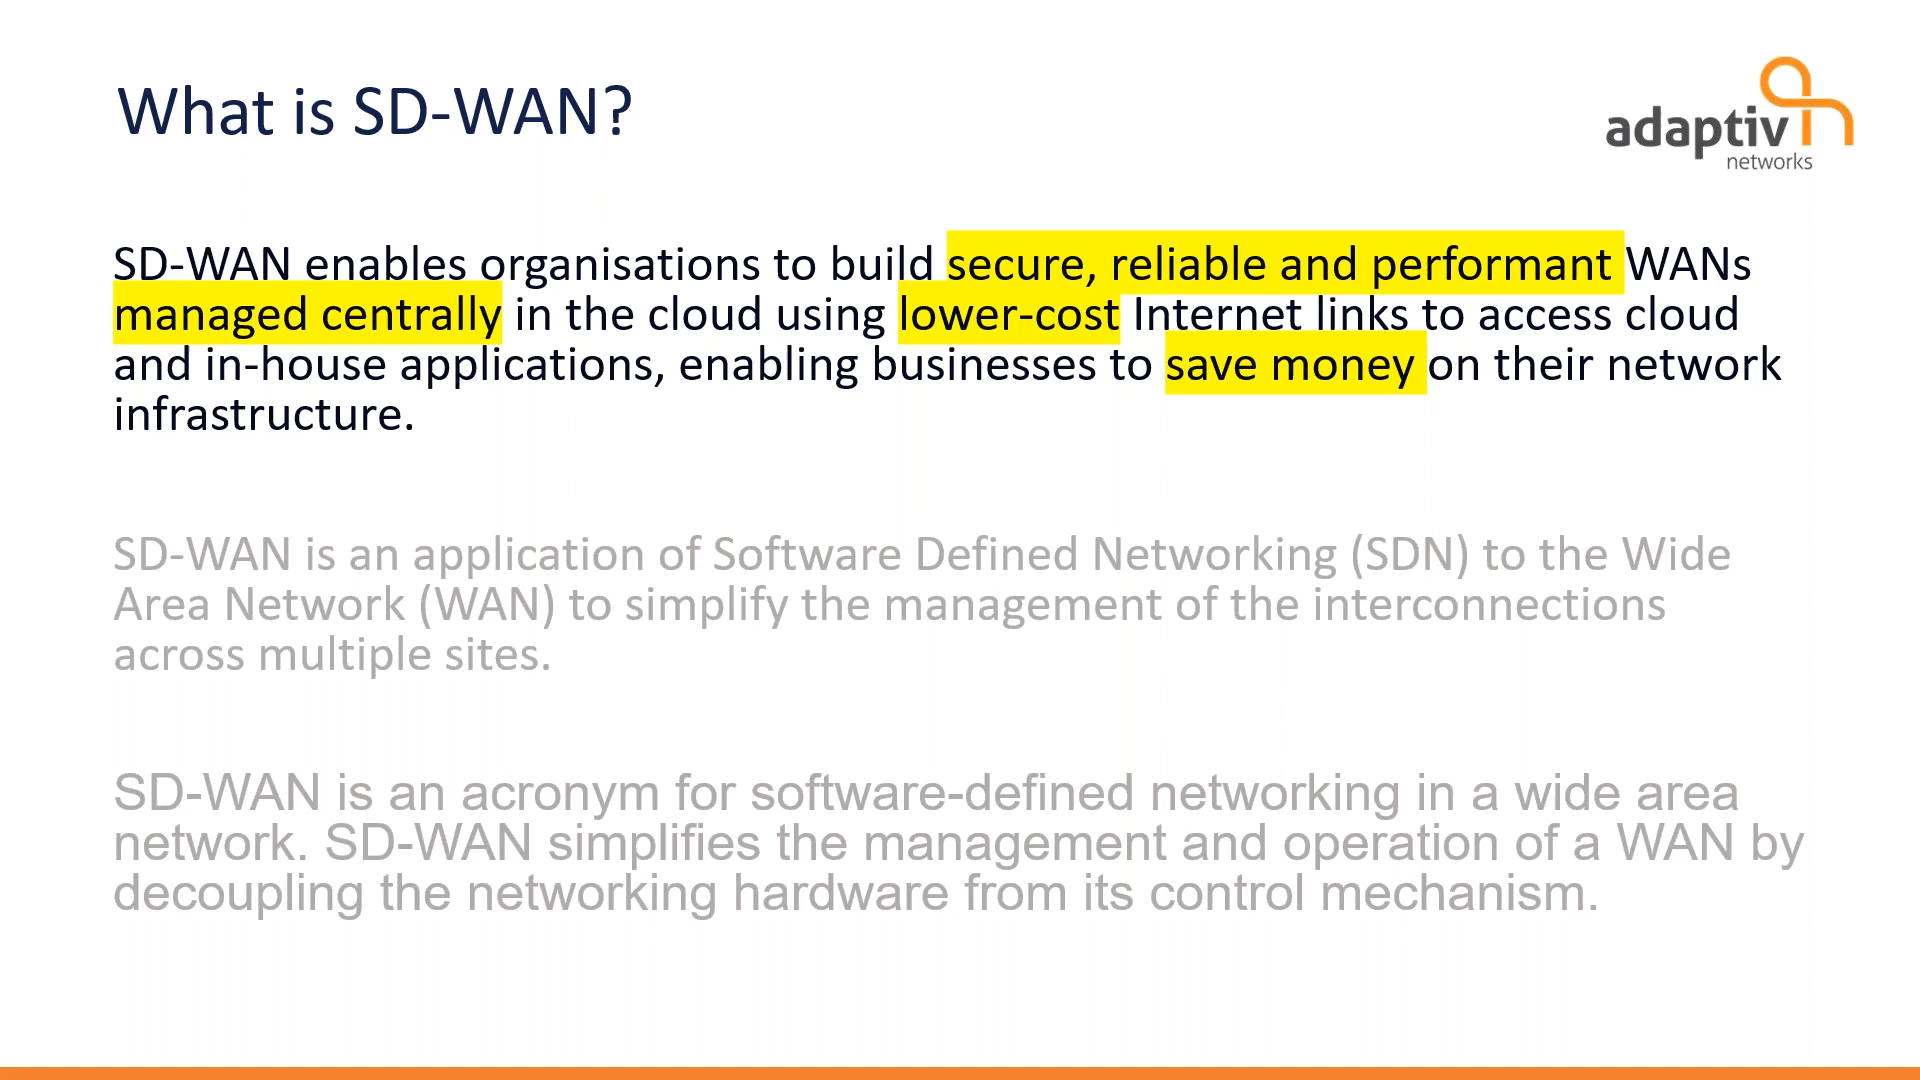 What is SD-WAN?
adaptiv
networks
SD-WAN enables organisations to build secure, reliable and performant WANs
managed centrally in the cloud using lower-cost Internet links to access cloud
and in-house applications, enabling businesses to save money on their network
infrastructure.
SD-WAN is an application of Software Defined Networking (SDN) to the Wide
Area Network (WAN) to simplify the management of the interconnections
across multiple sites.
SD-WAN is an acronym for software-defined networking in a wide area
network. SD-WAN simplifies the management and operation of a WAN by
decoupling the networking hardware from its control mechanism.